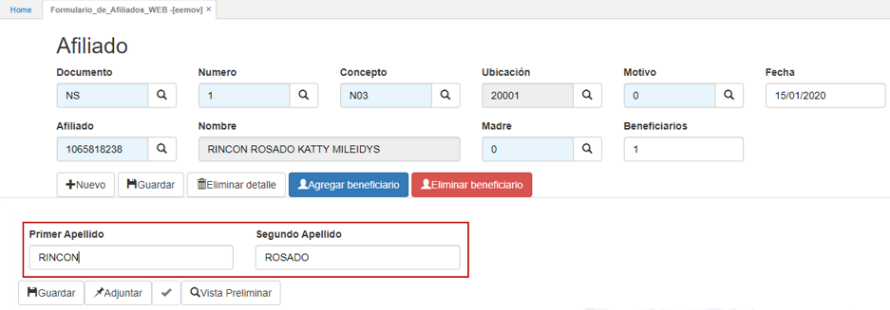 Home Formulario_de_Afiliados_WEB -[eemov] ×
Afiliado
Documento Numero Concepto Ubicación Motivo Fecha
NS 1 N03 20001 0 15/01/2020
Afiliado Nombre Madre Beneficiarios
1065818238 RINCON ROSADO KATTY MILEIDYS 0 1
Nuevo Guardar Eliminar detalle Agregar beneficiario Eliminar beneficiario
Primer Apellido Segundo Apellido
RINCON ROSADO
Guardar Adjuntar Vista Preliminar